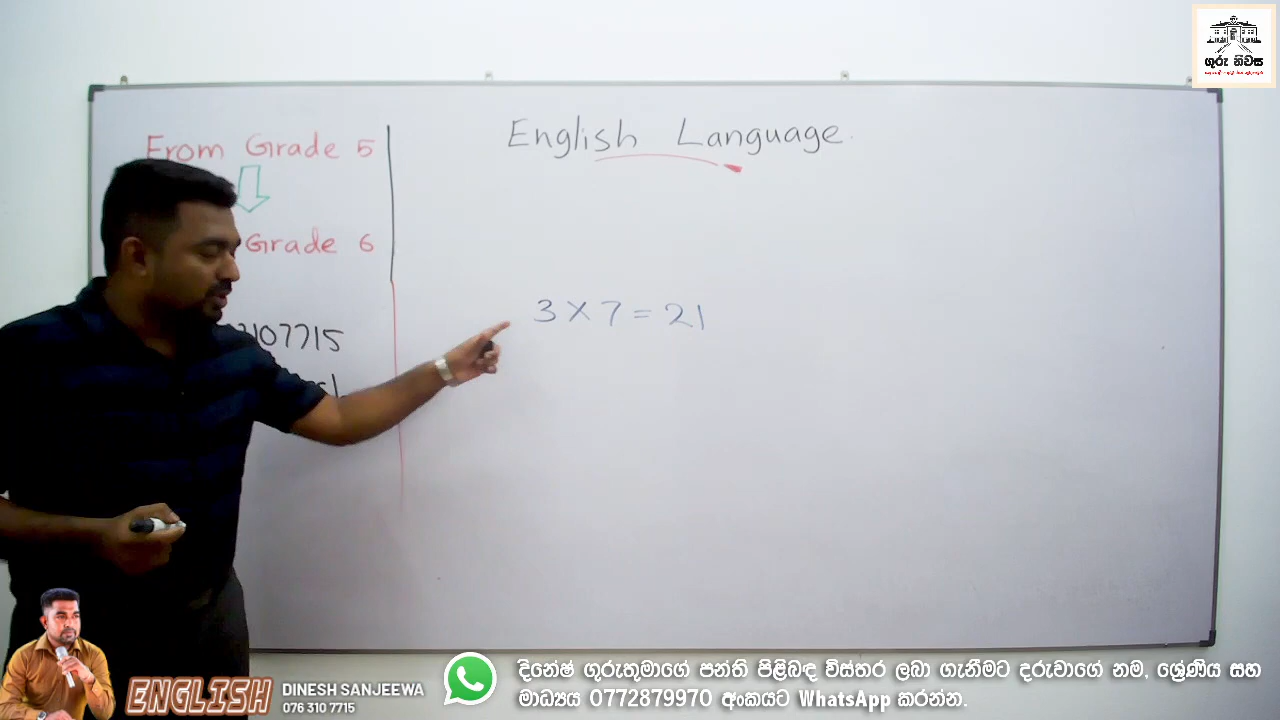 ගුරු නිවස
English Language
From Grade 5
Grade 6
3 x 7 = 21
107715
ENGLISH
DINESH SANJEEWA
076 310 7715
දිනේෂ් ගුරුතුමාගේ පන්ති පිළිබඳ විස්තර ලබා ගැනීමට දරුවාගේ නම, ශ්‍රේණිය සහ
මාධ්‍යය 0772879970 අංකයට WhatsApp කරන්න.